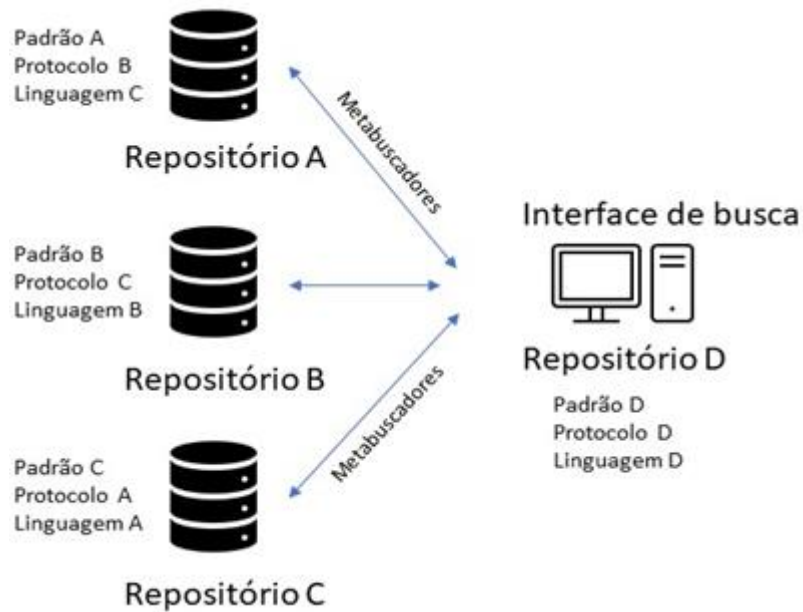 Padrão A
Protocolo B
Linguagem C
Repositório A
Metabuscadores
Padrão B
Protocolo C
Linguagem B
Repositório B
Interface de busca
Repositório D
Padrão D
Protocolo D
Linguagem D
Metabuscadores
Padrão C
Protocolo A
Linguagem A
Repositório C